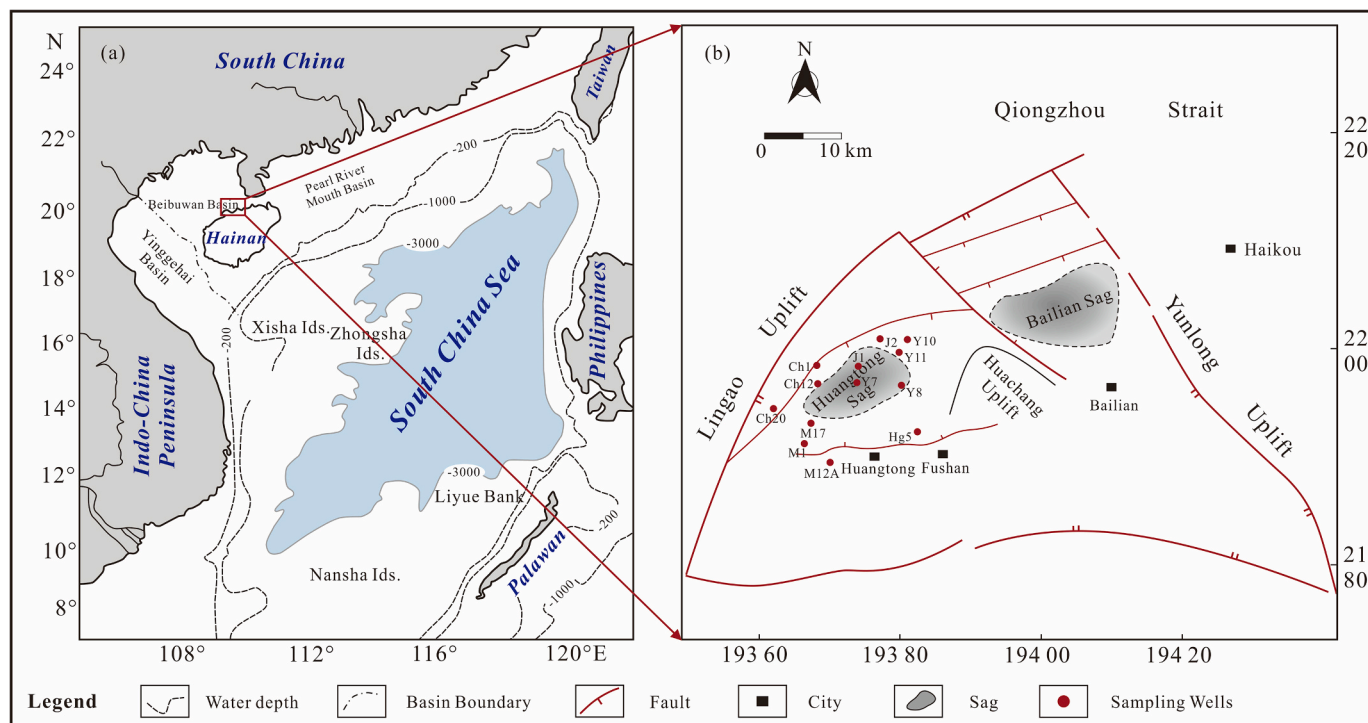 N
(a)
24°
22°
20°
18°
16°
14°
12°
10°
8°
108°
112°
116°
120°E
South China
Taiwan
-200
Pearl River
Mouth Basin
-1000
Beibuwan Basin
Hainan
Yinggehai
Basin
-3000
South China Sea
Philippines
-200
Xisha Ids.
Zhongsha
Ids.
Indo-China
Peninsula
-3000
Liyue Bank
-200
Palawan
-1000
Nansha Ids.
(b)
N
0 10 km
Qiongzhou Strait
22
20
Haikou
Lingao Uplift
Bailian Sag
Yunlong Uplift
J2
Y10
22
00
Ch1
J1
Y11
Huangtong
Sag
Y7
Ch12
Y8
Huachang
Uplift
Bailian
Ch20
M17
Hg5
M1
M12A
Huangtong
Fushan
21
80
193 60
193 80
194 00
194 20
Legend
Water depth
Basin Boundary
Fault
City
Sag
Sampling Wells